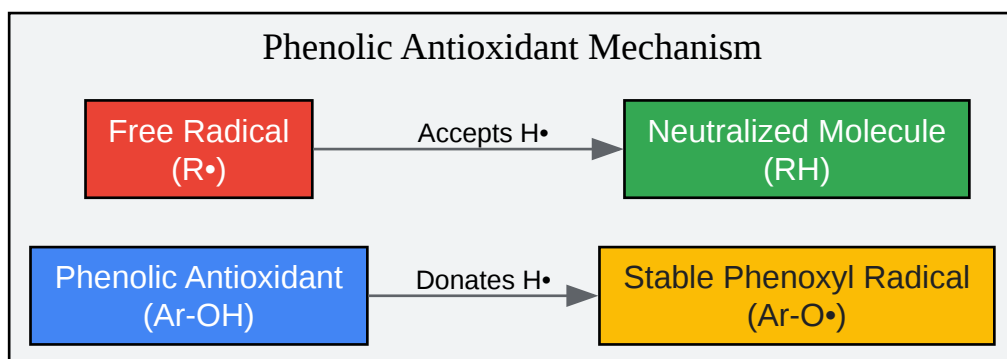 Phenolic Antioxidant Mechanism
Free Radical
(R•)
Accepts H•
Neutralized Molecule
(RH)
Phenolic Antioxidant
(Ar-OH)
Donates H•
Stable Phenoxyl Radical
(Ar-O•)